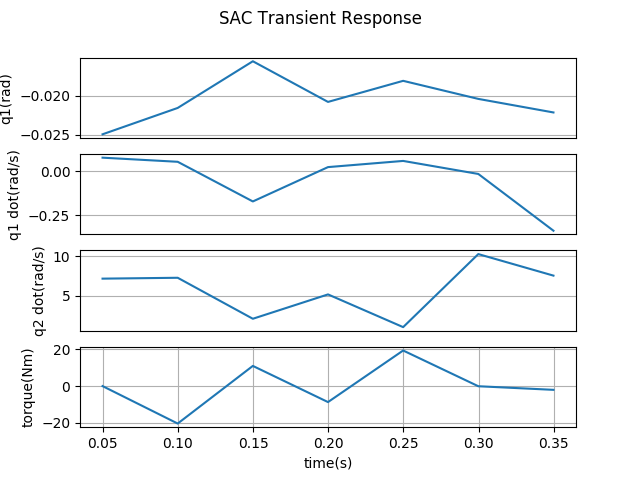 SAC Transient Response
q1(rad)
−0.020
−0.025
q1 dot(rad/s)
0.00
−0.25
q2 dot(rad/s)
10
5
torque(Nm)
20
0
−20
0.05 0.10 0.15 0.20 0.25 0.30 0.35
time(s)